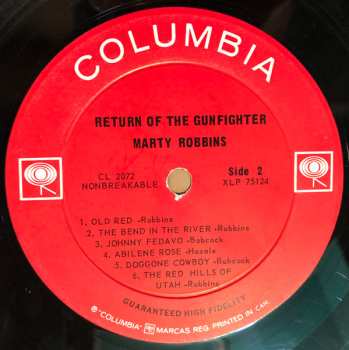 COLUMBIA
RETURN OF THE GUNFIGHTER
MARTY ROBBINS
CL 2072
NONBREAKABLE
Side 2
XLP 75124
1. OLD RED -Robbins
2. THE BEND IN THE RIVER -Robbins
3. JOHNNY FEDAVO -Babcock
4. ABILENE ROSE -Hazele
5. DOGGONE COWBOY -Babcock
6. THE RED HILLS OF
UTAH -Robbins
GUARANTEED HIGH FIDELITY
® "COLUMBIA" MARCAS REG. PRINTED IN CAN.